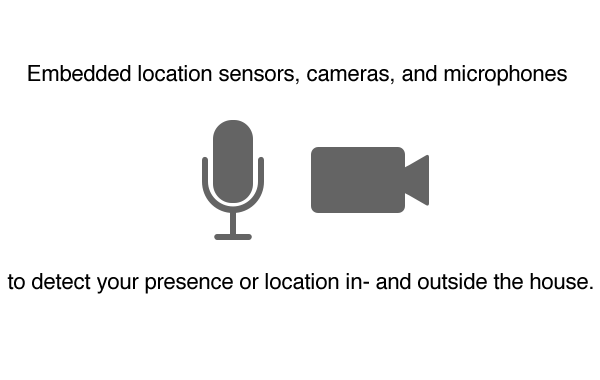 Embedded location sensors, cameras, and microphones
to detect your presence or location in- and outside the house.